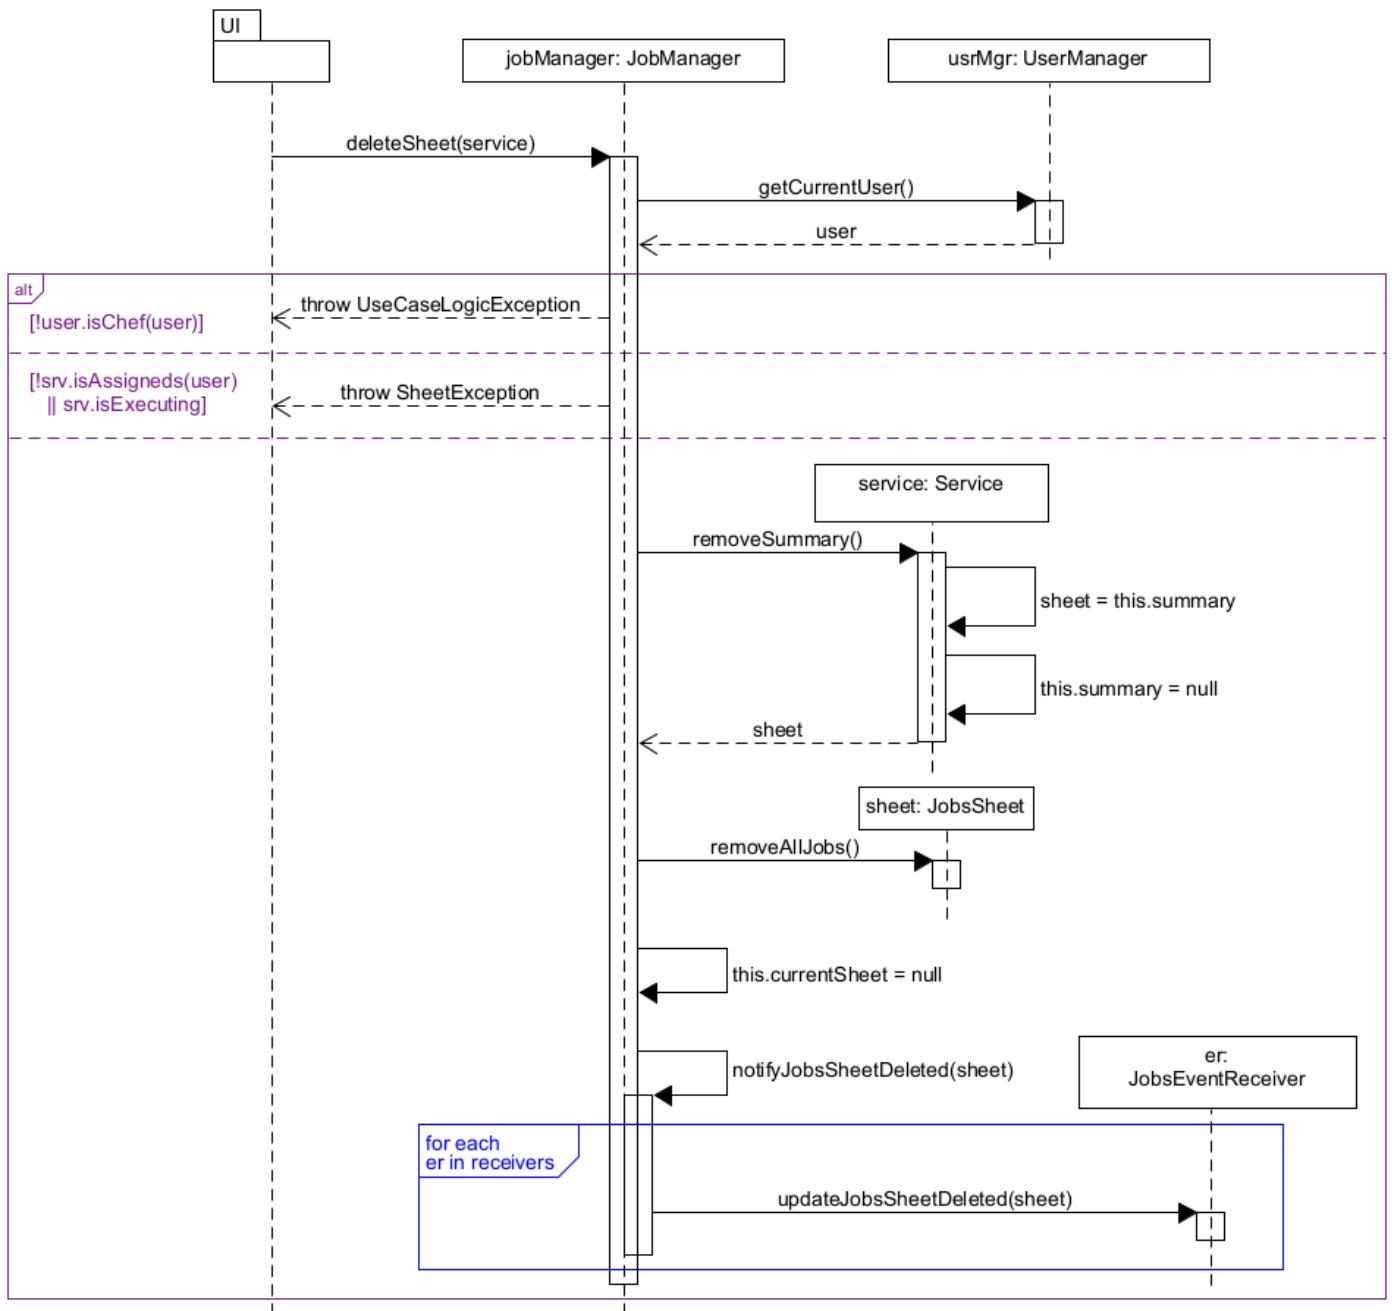 UI
jobManager: JobManager
usrMgr: UserManager
deleteSheet(service)
getCurrentUser()
user
alt
throw UseCaseLogicException
[!user.isChef(user)]
[!srv.isAssigneds(user)
|| srv.isExecuting]
throw SheetException
service: Service
removeSummary()
sheet = this.summary
this.summary = null
sheet
sheet: JobsSheet
removeAllJobs()
this.currentSheet = null
notifyJobsSheetDeleted(sheet)
er:
JobsEventReceiver
for each
er in receivers
updateJobsSheetDeleted(sheet)